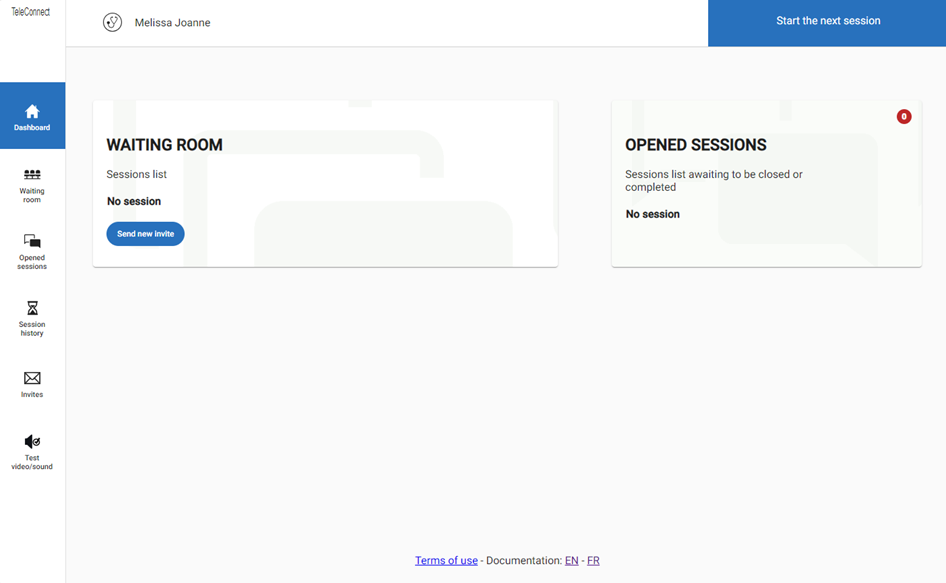 TeleConnect
Melissa Joanne
Start the next session
Dashboard
Waiting
room
Opened
sessions
Session
history
Invites
Test
video/sound
WAITING ROOM
Sessions list
No session
Send new invite
0
OPENED SESSIONS
Sessions list awaiting to be closed or
completed
No session
Terms of use - Documentation: EN - FR